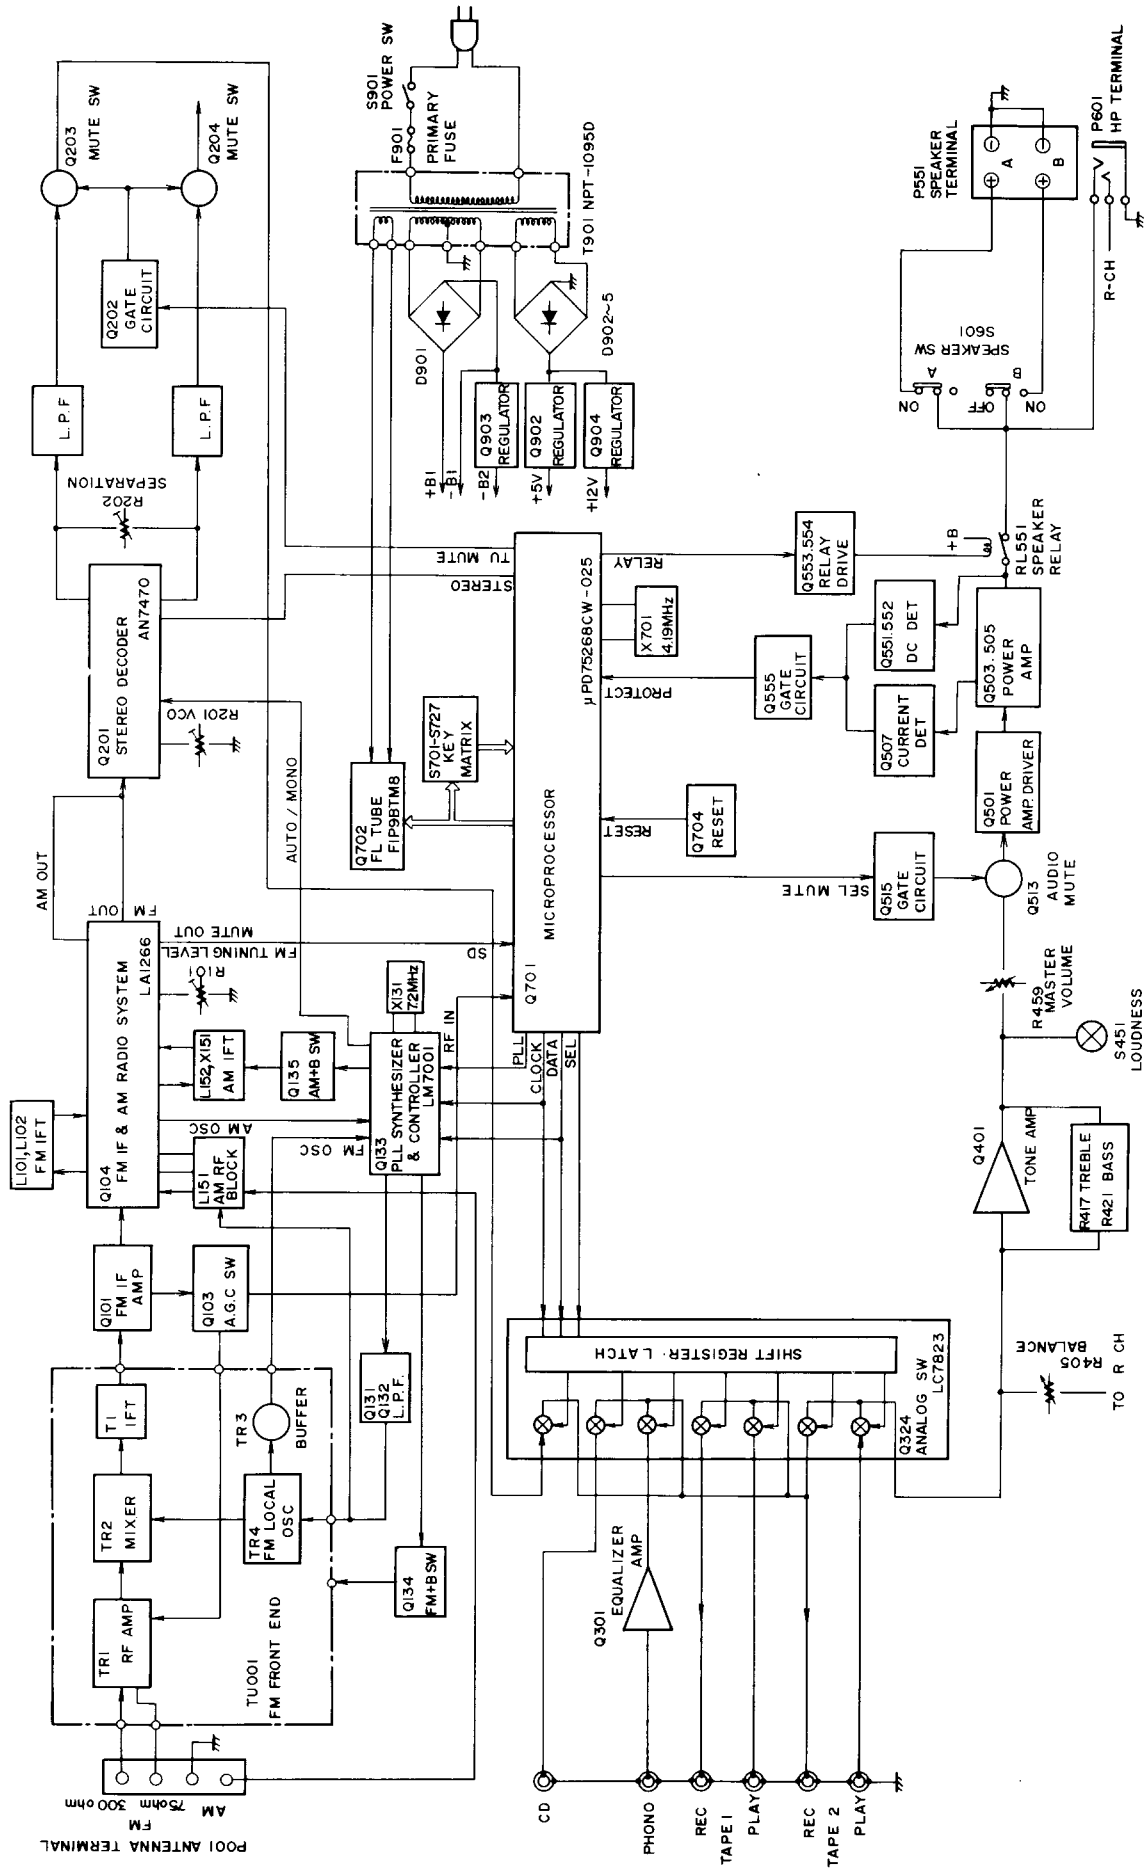 P001 ANTENNA TERMINAL
FM
300 ohm
75ohm
AM
TU001
FM FRONT END
TR1
RF AMP
TR2
MIXER
T1
IFT
TR4
FM LOCAL
OSC
TR3
BUFFER
Q101
FM IF
AMP
Q103
A.G.C SW
L101,L102
FM IFT
Q104
FM IF & AM RADIO SYSTEM
LA1266
L151
AM RF
BLOCK
AM OSC
L152,X151
AM IFT
R101
FM TUNING LEVEL
MUTE OUT
AM OUT
FM OUT
Q135
AM+B SW
FM OSC
Q133
PLL SYNTHESIZER
& CONTROLLER
LM7001
X131
7.2MHz
RF IN
AUTO / MONO
Q131
Q132
L.P.F.
Q134
FM+B SW
Q201
STEREO DECODER
AN7470
R201 VCO
R202
SEPARATION
L.P.F
L.P.F
Q202
GATE
CIRCUIT
Q203
MUTE SW
Q204
MUTE SW
S901
POWER SW
F901
PRIMARY
FUSE
T901 NPT-1095D
D901
D902~5
+B1
-B1
-B2
Q903
REGULATOR
+5V
Q902
REGULATOR
+12V
Q904
REGULATOR
Q702
FL TUBE
FIP9BTM8
S701-S727
KEY
MATRIX
STEREO
TU MUTE
SD
Q701
MICROPROCESSOR
μPD75268CW-025
PLL
CLOCK
DATA
SEL
RESET
Q704
RESET
SEL MUTE
PROTECT
RELAY
X701
4.19MHz
Q515
GATE
CIRCUIT
Q555
GATE
CIRCUIT
Q553.554
RELAY
DRIVE
Q507
CURRENT
DET
Q551.552
DC DET
Q501
POWER
AMP.DRIVER
Q503.505
POWER
AMP
+B
RL551
SPEAKER
RELAY
Q513
AUDIO
MUTE
R459
MASTER
VOLUME
S451
LOUDNESS
Q401
TONE AMP
R417 TREBLE
R421 BASS
R405
BALANCE
TO R CH
SHIFT REGISTER·LATCH
Q324
ANALOG SW
LC7823
Q301
EQUALIZER
AMP
CD
PHONO
REC
TAPE 1
PLAY
REC
TAPE 2
PLAY
ON
A
SPEAKER SW
S601
OFF
B
ON
P551
SPEAKER
TERMINAL
A
B
R-CH
P601
HP TERMINAL